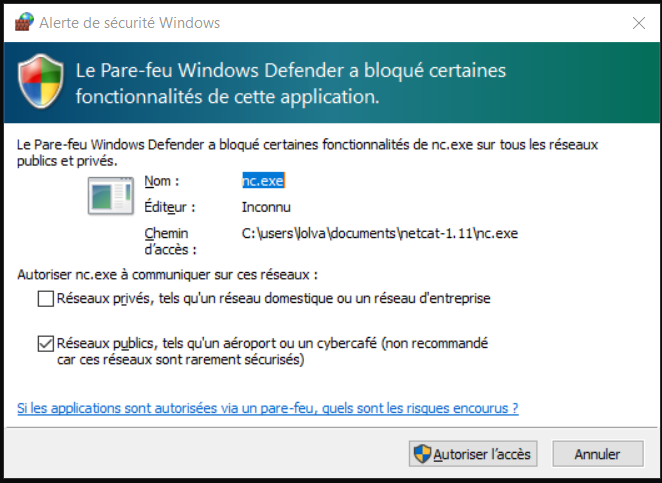 Alerte de sécurité Windows
Le Pare-feu Windows Defender a bloqué certaines
fonctionnalités de cette application.
Le Pare-feu Windows Defender a bloqué certaines fonctionnalités de nc.exe sur tous les réseaux
publics et privés.
Nom : nc.exe
Éditeur : Inconnu
Chemin
d'accès : C:\users\lolva\documents\netcat-1.11\nc.exe
Autoriser nc.exe à communiquer sur ces réseaux :
Réseaux privés, tels qu'un réseau domestique ou un réseau d'entreprise
Réseaux publics, tels qu'un aéroport ou un cybercafé (non recommandé
car ces réseaux sont rarement sécurisés)
Si les applications sont autorisées via un pare-feu, quels sont les risques encourus ?
Autoriser l'accès Annuler